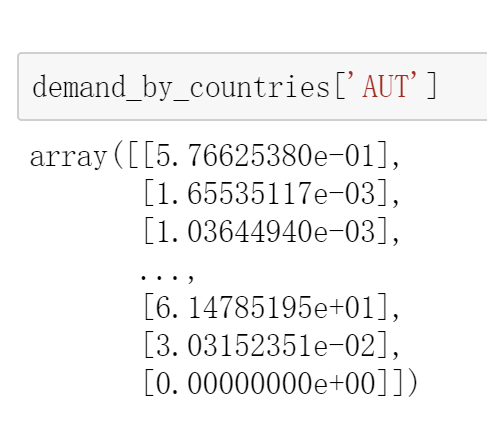 demand_by_countries['AUT']
array([[5.76625380e-01],
[1.65535117e-03],
[1.03644940e-03],
...,
[6.14785195e+01],
[3.03152351e-02],
[0.00000000e+00]])